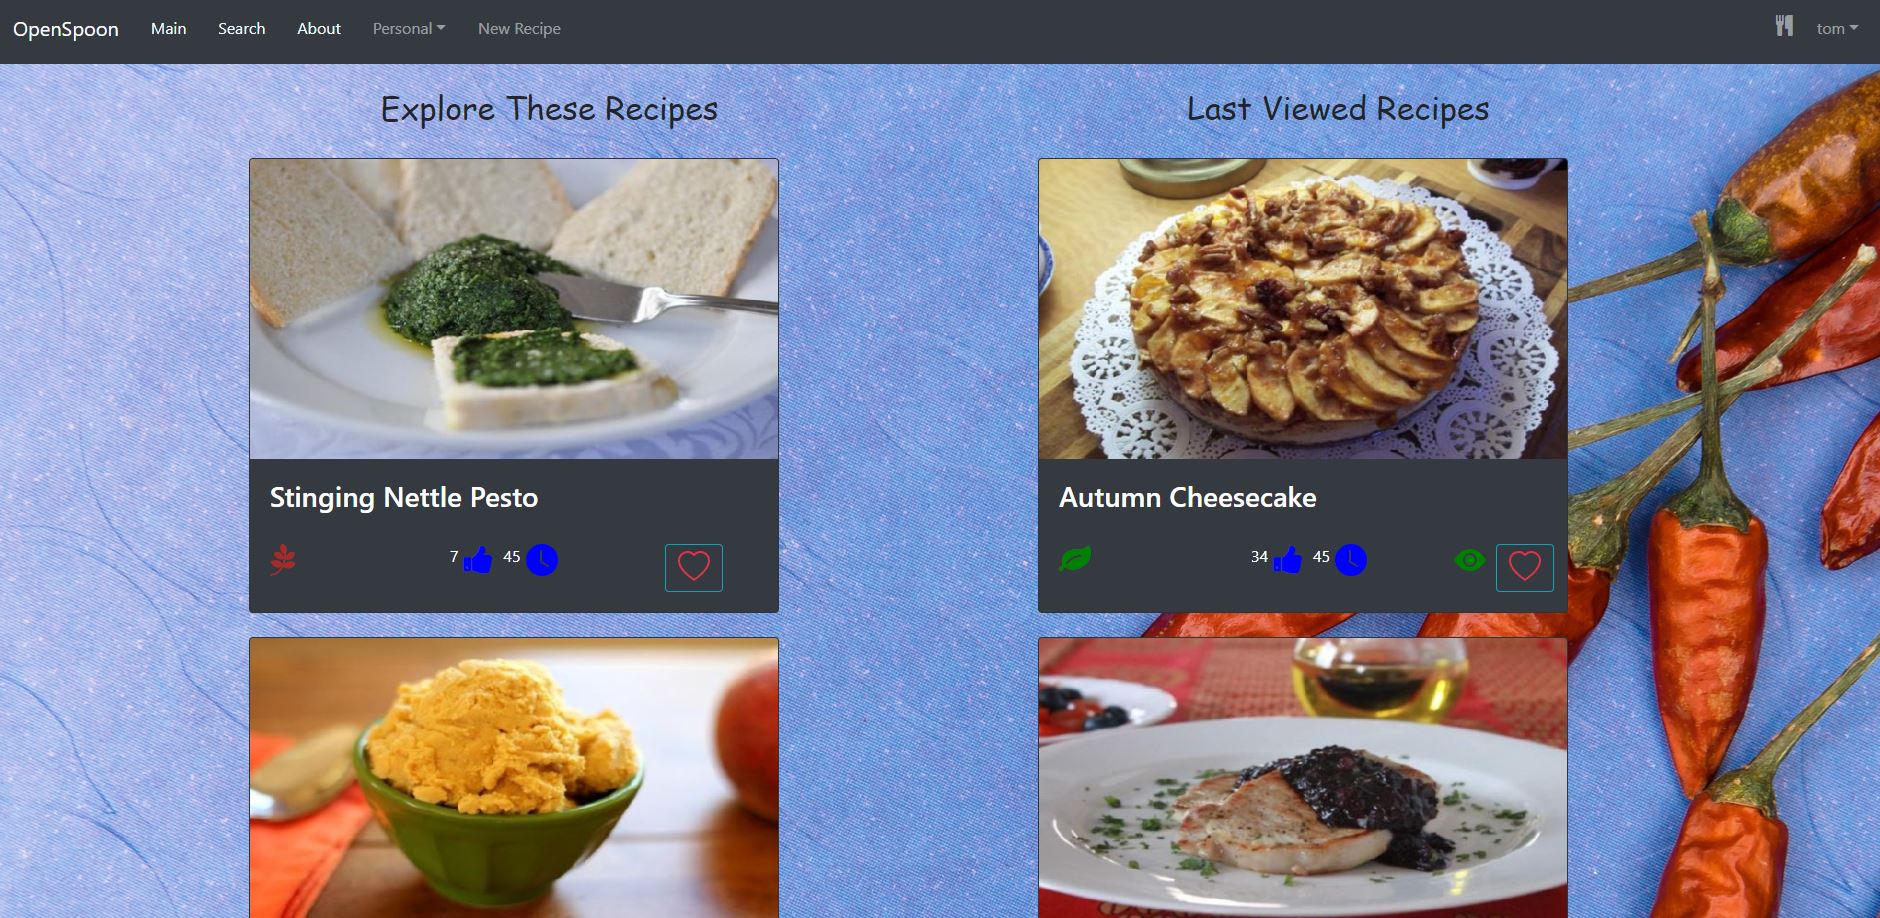 OpenSpoon Main Search About Personal New Recipe tom
Explore These Recipes
Last Viewed Recipes
Stinging Nettle Pesto
7 45
Autumn Cheesecake
34 45